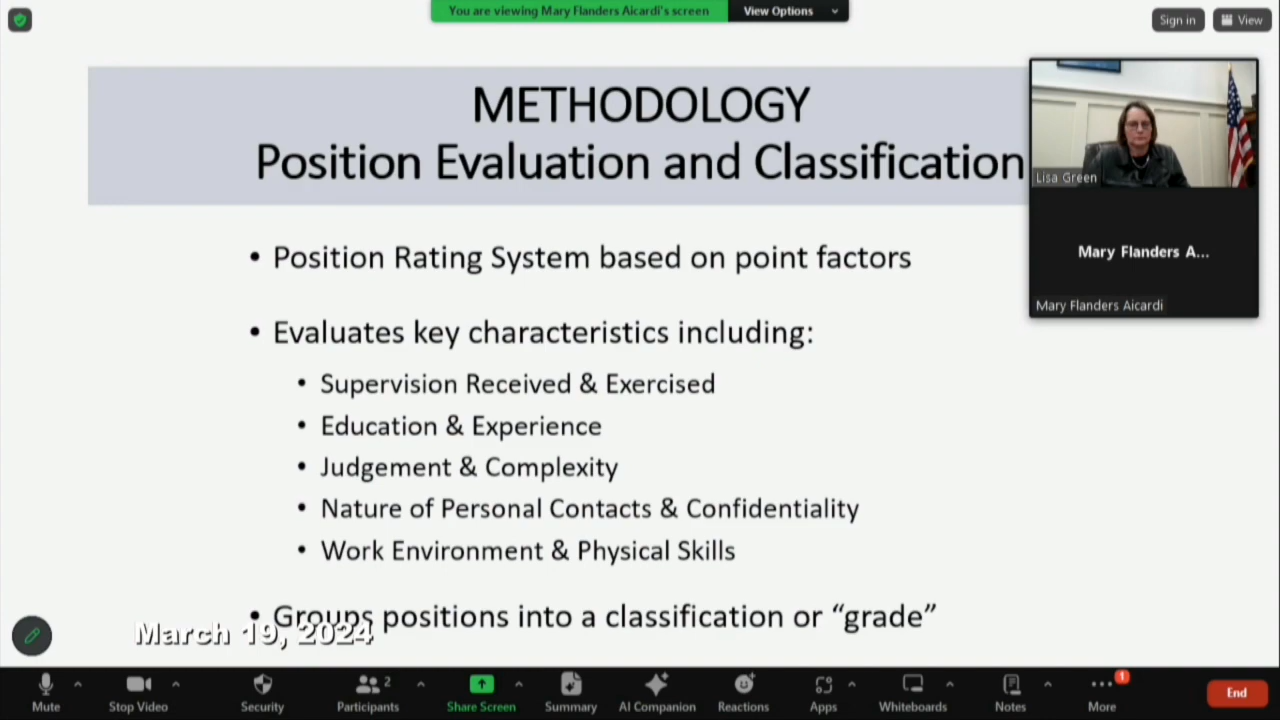 You are viewing Mary Flanders Aicardi's screen
View Options
Sign in
View
METHODOLOGY
Position Evaluation and Classification
Lisa Green
Mary Flanders A...
Mary Flanders Aicardi
• Position Rating System based on point factors
• Evaluates key characteristics including:
• Supervision Received & Exercised
• Education & Experience
• Judgement & Complexity
• Nature of Personal Contacts & Confidentiality
• Work Environment & Physical Skills
• Groups positions into a classification or “grade”
March 19, 2024
Mute
Stop Video
Security
Participants
2
Share Screen
Summary
AI Companion
Reactions
Apps
Whiteboards
Notes
More
1
End